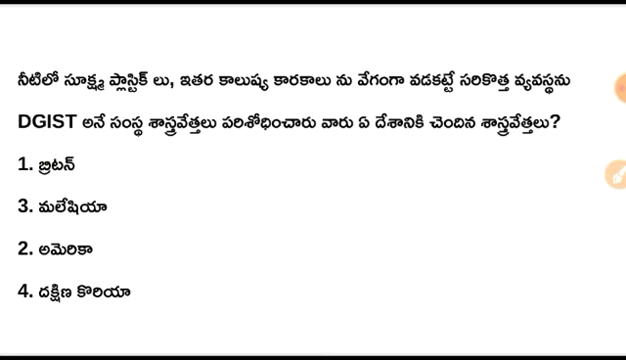 నీటిలో సూక్ష్మ ప్లాస్టిక్ లు, ఇతర కాలుష్య కారకాలు ను వేగంగా వడకట్టే సరికొత్త వ్యవస్థను
DGIST అనే సంస్థ శాస్త్రవేత్తలు పరిశోధించారు వారు ఏ దేశానికి చెందిన శాస్త్రవేత్తలు?
1. బ్రిటన్
3. మలేషియా
2. అమెరికా
4. దక్షిణ కొరియా